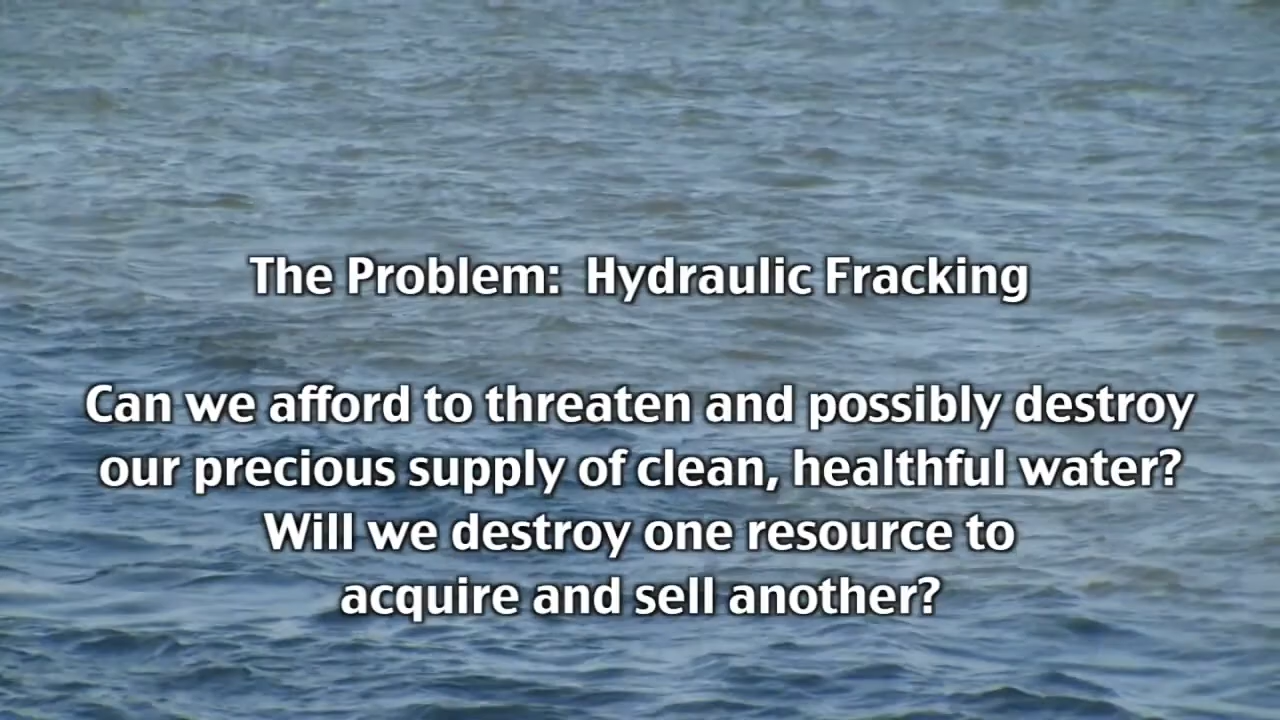 The Problem:  Hydraulic Fracking
Can we afford to threaten and possibly destroy
our precious supply of clean, healthful water?
Will we destroy one resource to
acquire and sell another?